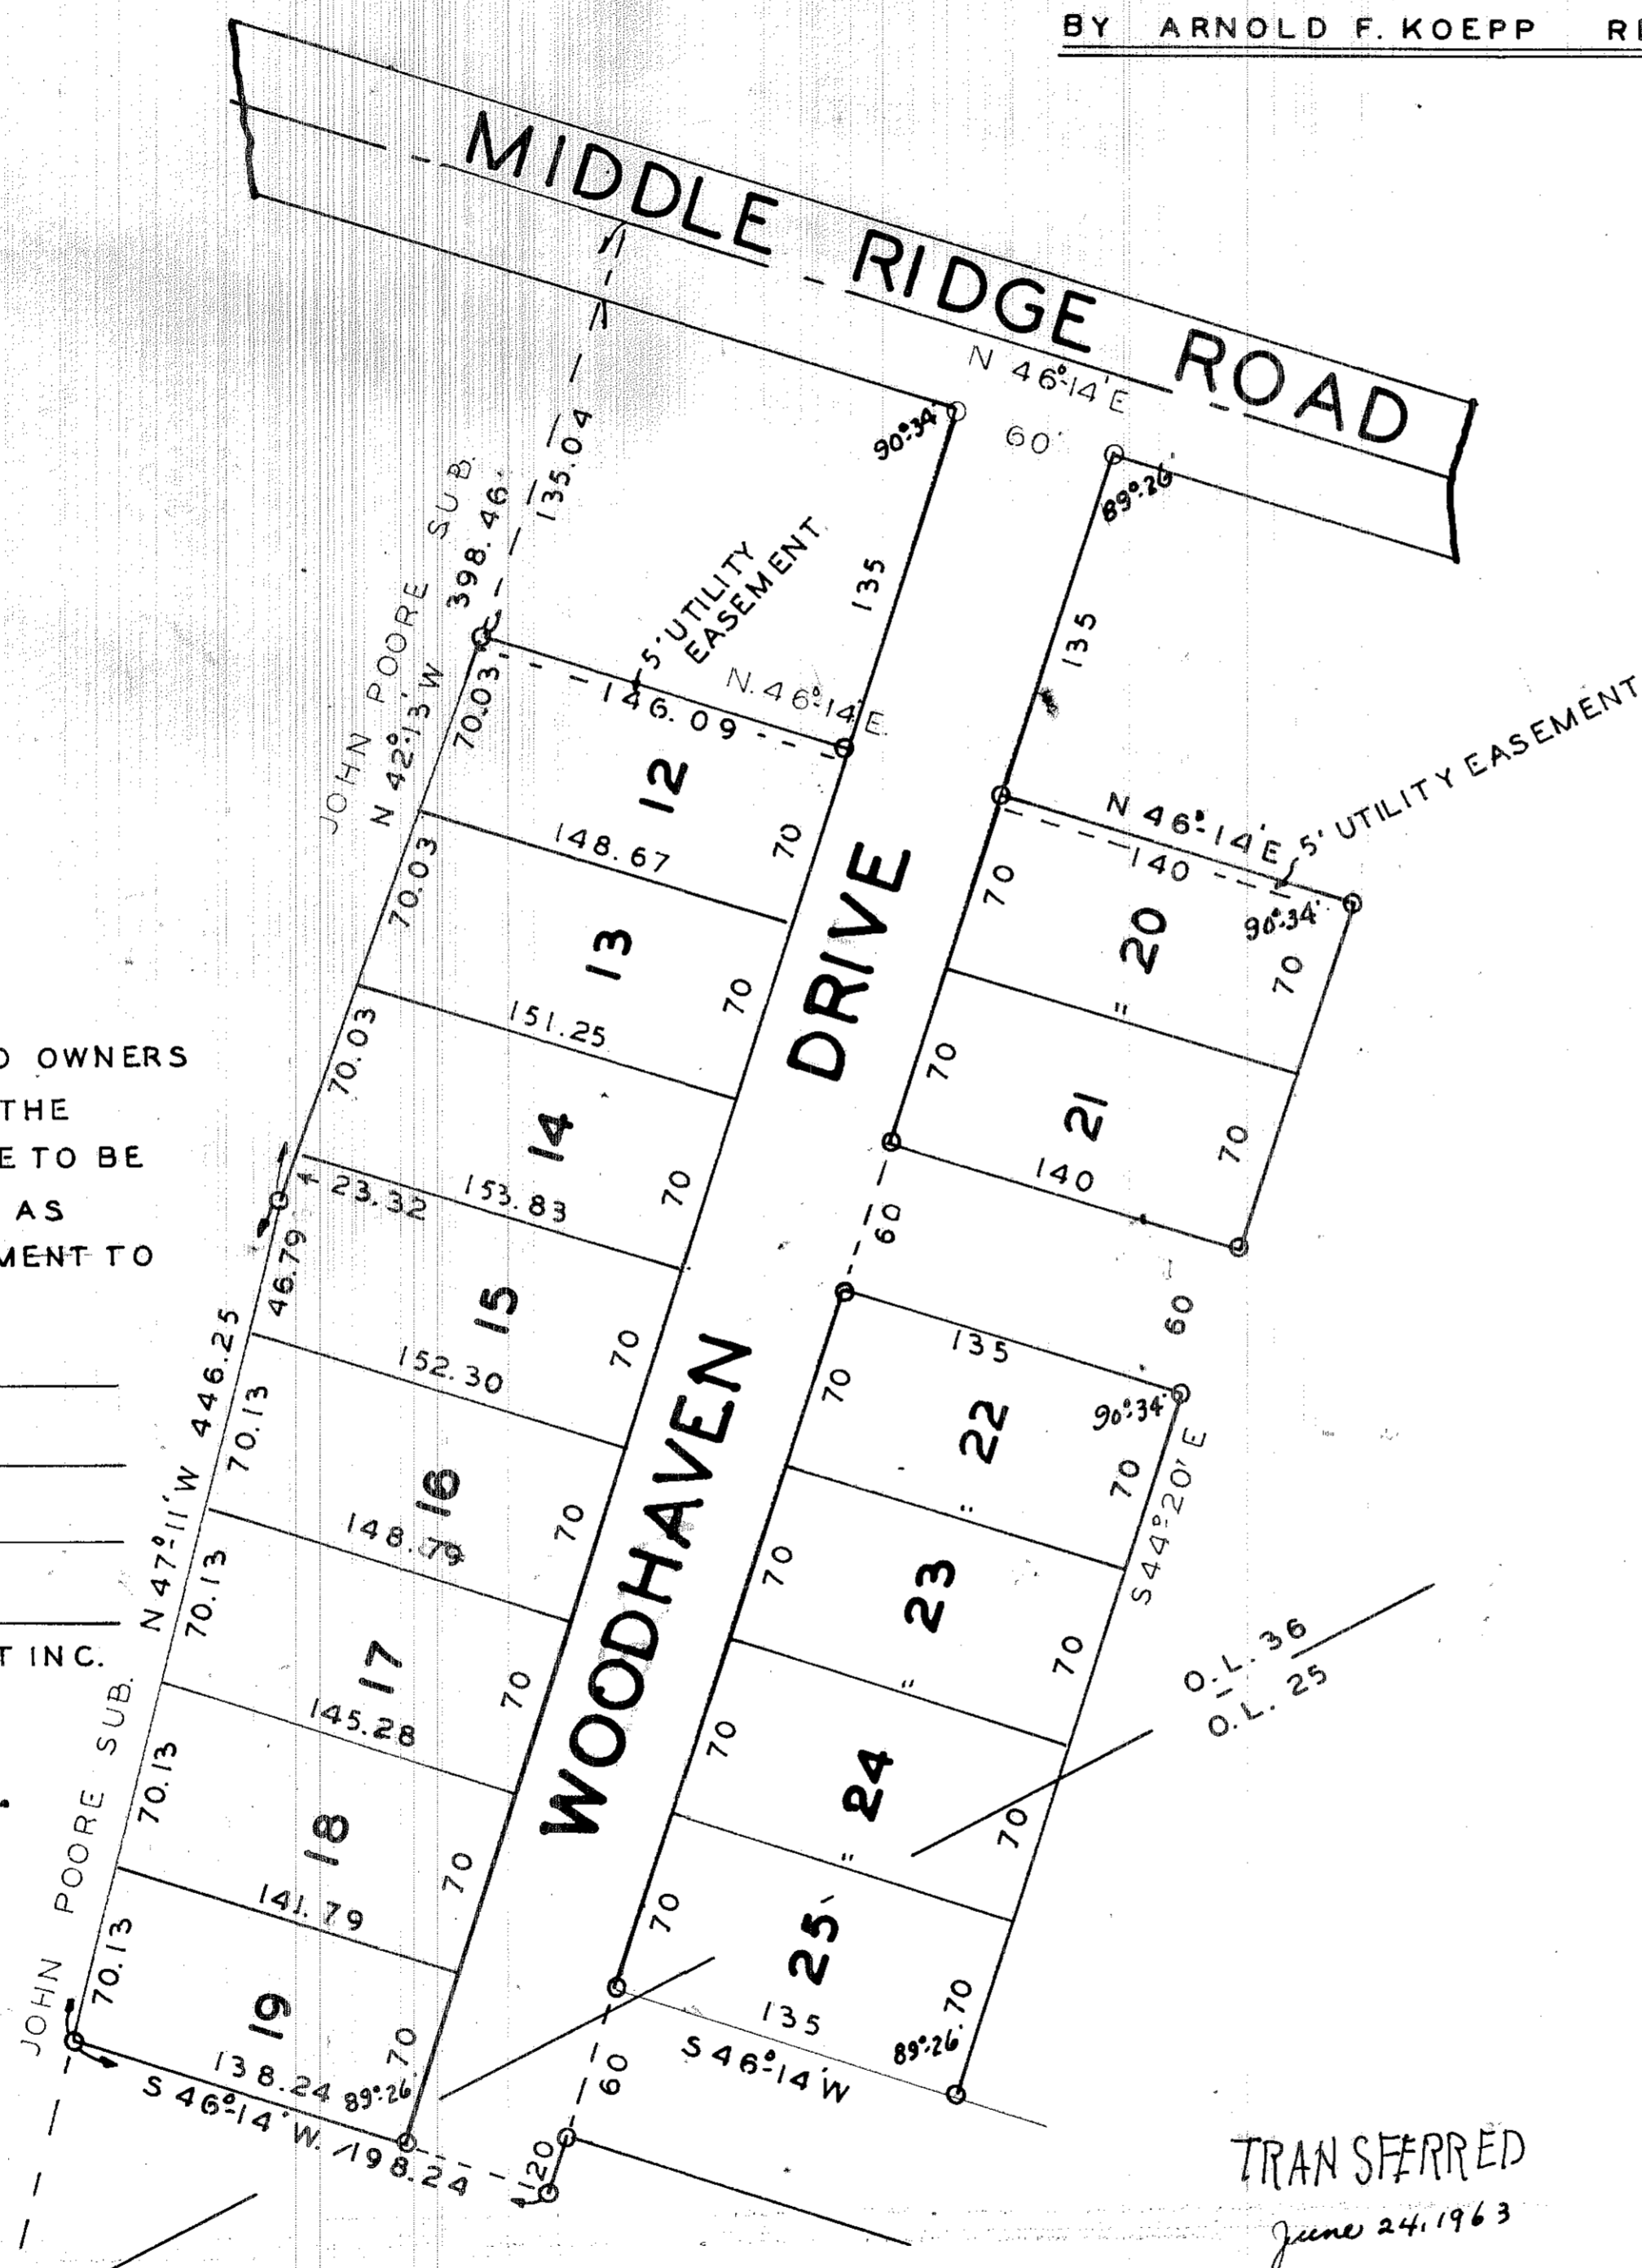 BY ARNOLD F. KOEPP
MIDDLE RIDGE ROAD
N 46°-14' E
60'
90°-34'
89°-26'
JOHN POORE SUB.
N 42°-13' W 398.46
135.04
5' UTILITY
EASEMENT
135
135
N. 46°-14' E.
146.09
70.03
12
70
148.67
70.03
13
70
151.25
70.03
14
70
23.32
153.83
46.79
15
70
152.30
70.13
16
70
148.79
70.13
17
70
145.28
70.13
18
70
141.79
70.13
19
70
138.24
89°-26'
S 46°-14' W. 198.24
N 47°-11' W 446.25
JOHN POORE SUB.
WOODHAVEN DRIVE
N 46°-14' E
5' UTILITY EASEMENT
140
90°-34'
70
20
70
"
70
21
70
140
60
60
135
90°-34'
70
22
70
S 44°-20' E
"
70
23
70
"
70
24
70
"
70
25
70
135
89°-26'
S 46°-14' W
60
120
O.L. 36
O.L. 25
OWNERS
THE
TO BE
AS
MENT TO
INC.
TRANSFERRED
June 24, 1963